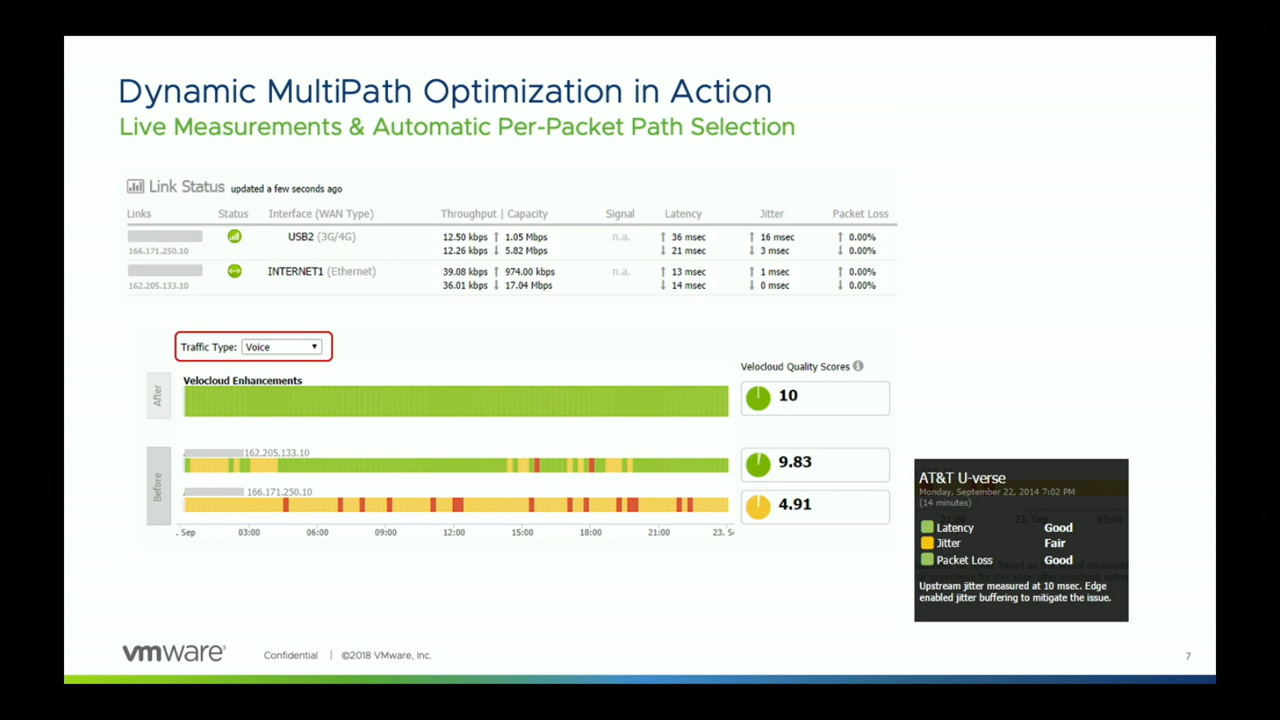 Dynamic MultiPath Optimization in Action
Live Measurements & Automatic Per-Packet Path Selection
Link Status updated a few seconds ago
Links Status Interface (WAN Type) Throughput | Capacity Signal Latency Jitter Packet Loss
USB2 (3G/4G) 12.50 kbps ↑ 1.05 Mbps n.a. ↑ 36 msec ↑ 16 msec ↑ 0.00%
166.171.250.10 12.26 kbps ↓ 5.82 Mbps ↓ 21 msec ↓ 3 msec ↓ 0.00%
INTERNET1 (Ethernet) 39.08 kbps ↑ 974.00 kbps n.a. ↑ 13 msec ↑ 1 msec ↑ 0.00%
162.205.133.10 36.01 kbps ↓ 17.04 Mbps ↓ 14 msec ↓ 0 msec ↓ 0.00%
Traffic Type: Voice
Velocloud Quality Scores
Velocloud Enhancements
After
10
162.205.133.10
9.83
Before
166.171.250.10
4.91
. Sep 03:00 06:00 09:00 12:00 15:00 18:00 21:00 23. S
AT&T U-verse
Monday, September 22, 2014 7:02 PM
(14 minutes)
Latency Good
Jitter Fair
Packet Loss Good
Upstream jitter measured at 10 msec. Edge
enabled jitter buffering to mitigate the issue.
vmware Confidential | ©2018 VMware, Inc. 7